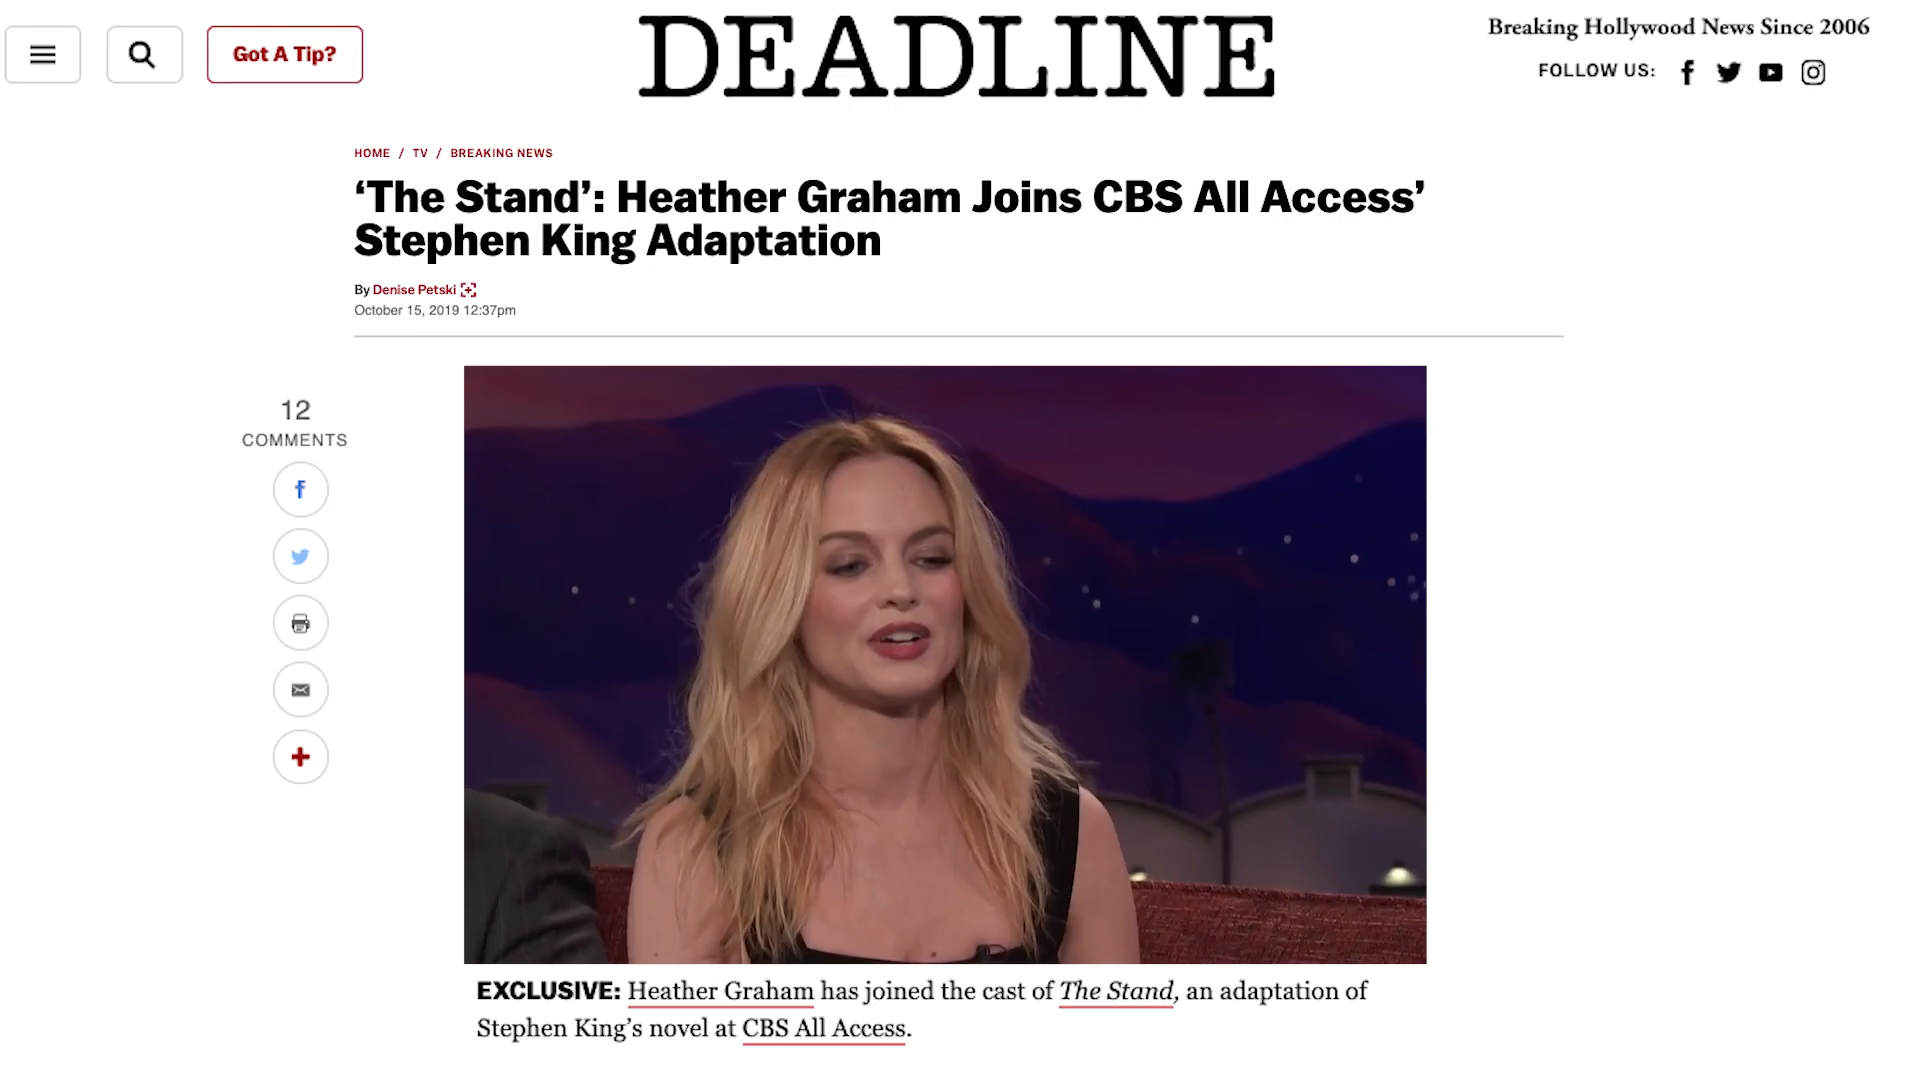 Got A Tip?
DEADLINE
Breaking Hollywood News Since 2006
FOLLOW US:
HOME / TV / BREAKING NEWS
‘The Stand’: Heather Graham Joins CBS All Access’
Stephen King Adaptation
By Denise Petski
October 15, 2019 12:37pm
12
COMMENTS
EXCLUSIVE: Heather Graham has joined the cast of The Stand, an adaptation of
Stephen King’s novel at CBS All Access.